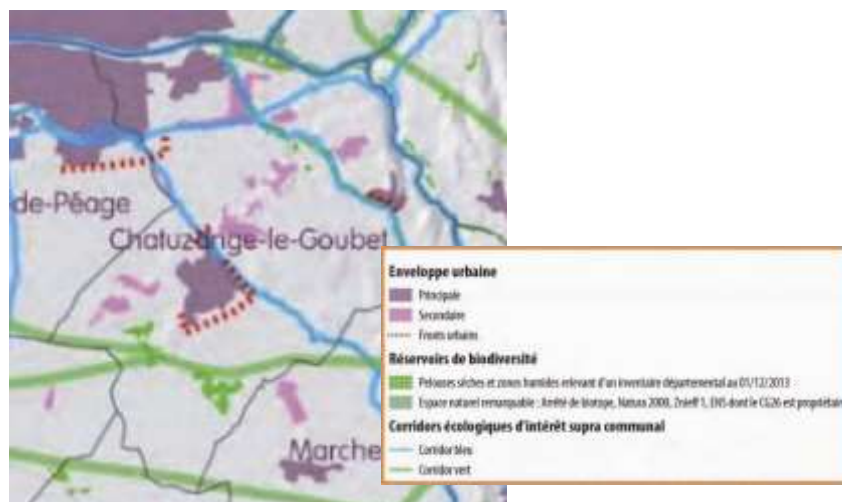 de-Péage
Chatuzange-le-Goubet
Marche
Enveloppe urbaine
Principale
Secondaire
Fronts urbains
Réservoirs de biodiversité
Pelouses sèches et zones humides relevant d'un inventaire départemental au 01/12/2013
Espace naturel remarquable : Arrêté de biotope, Natura 2000, Znieff 1, ENS dont le CG26 est propriétaire
Corridors écologiques d'intérêt supra communal
Corridor bleu
Corridor vert